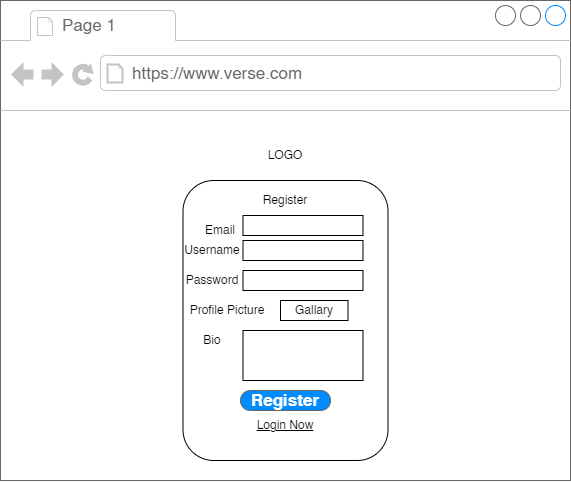 Page 1
https://www.verse.com
LOGO
Register
Email
Username
Password
Profile Picture Gallary
Bio
Register
Login Now